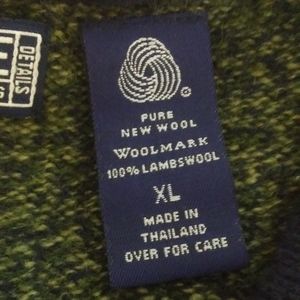 DETAILS
PURE
NEW WOOL
WOOLMARK
100% LAMBSWOOL
XL
MADE IN
THAILAND
OVER FOR CARE